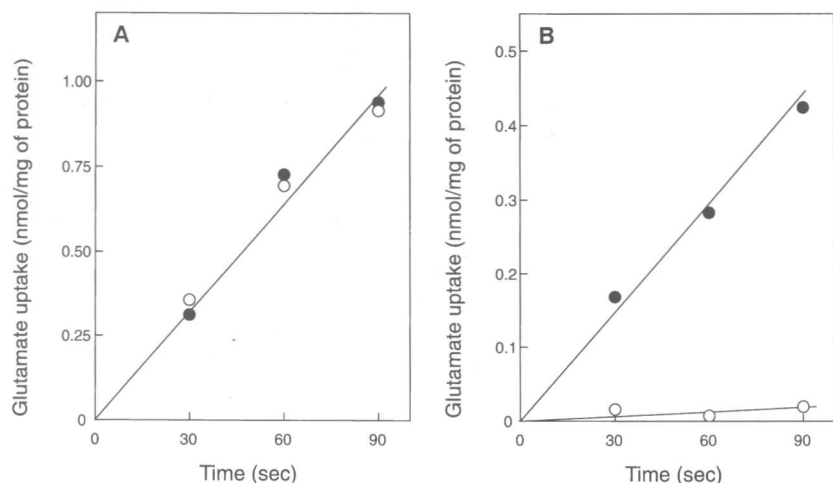 A
Glutamate uptake (nmol/mg of protein)
1.00
0.75
0.50
0.25
0
0 30 60 90
Time (sec)
B
Glutamate uptake (nmol/mg of protein)
0.5
0.4
0.3
0.2
0.1
0
0 30 60 90
Time (sec)